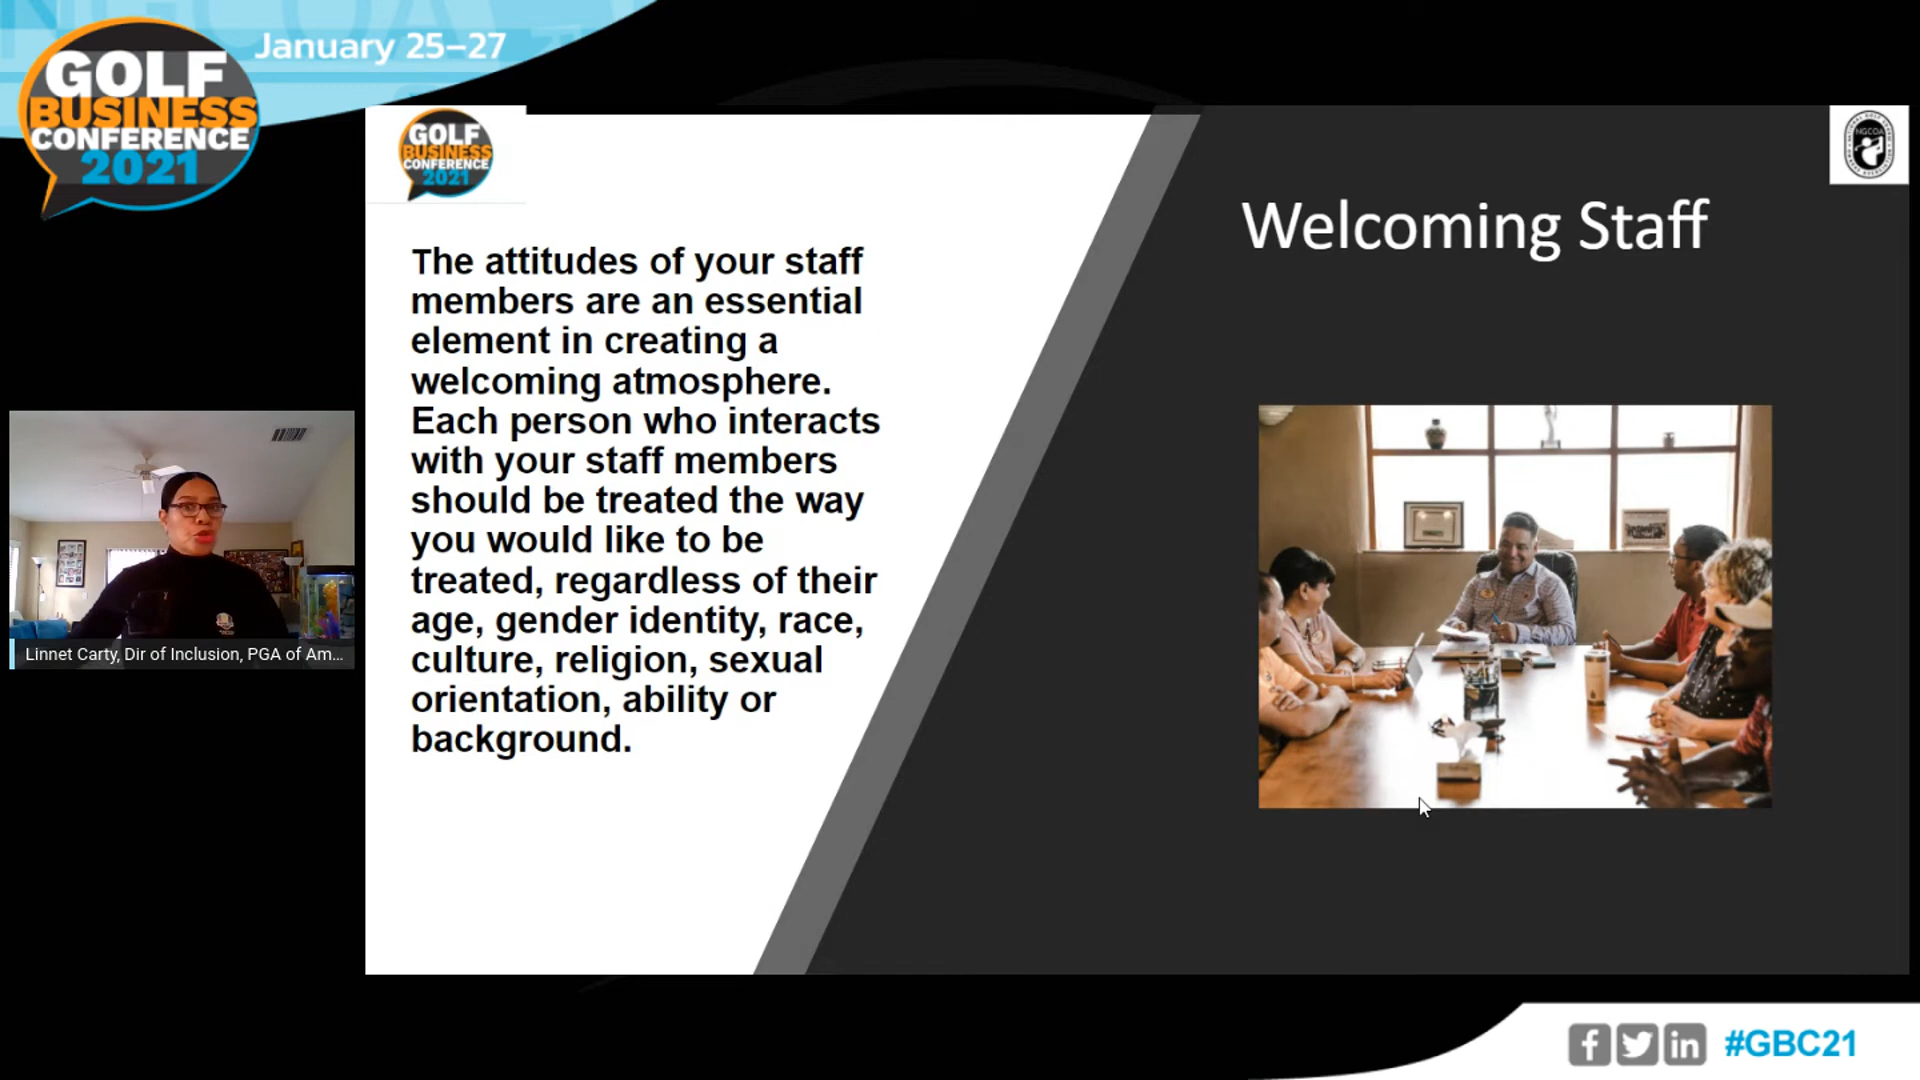 NGCOA
January 25–27
GOLF
BUSINESS
CONFERENCE
2021
GOLF
BUSINESS
CONFERENCE
2021
NGCOA
Welcoming Staff
The attitudes of your staff
members are an essential
element in creating a
welcoming atmosphere.
Each person who interacts
with your staff members
should be treated the way
you would like to be
treated, regardless of their
age, gender identity, race,
culture, religion, sexual
orientation, ability or
background.
Linnet Carty, Dir of Inclusion, PGA of Am...
#GBC21